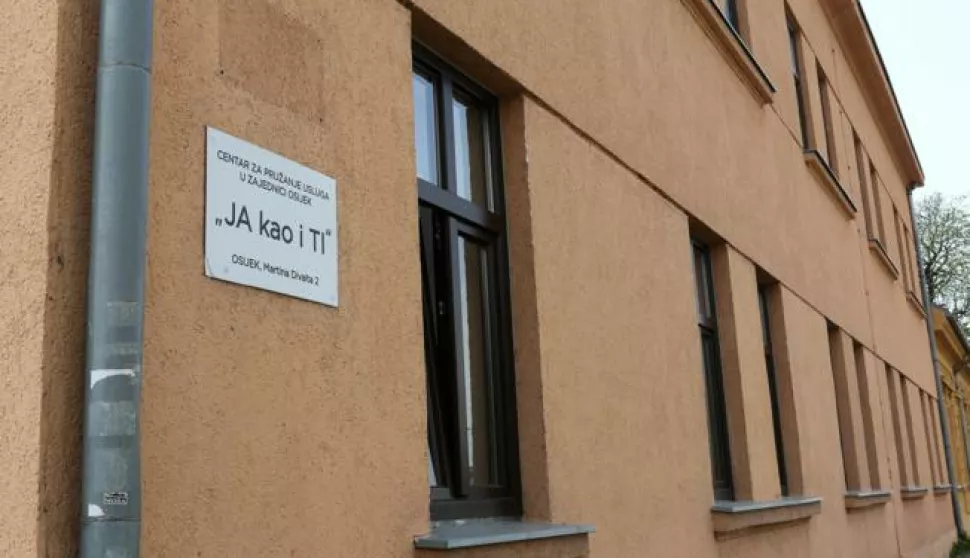 CENTAR ZA PRUŽANJE USLUGA
U ZAJEDNICI OSIJEK
„JA kao i TI“
OSIJEK, Martina Divalta 2